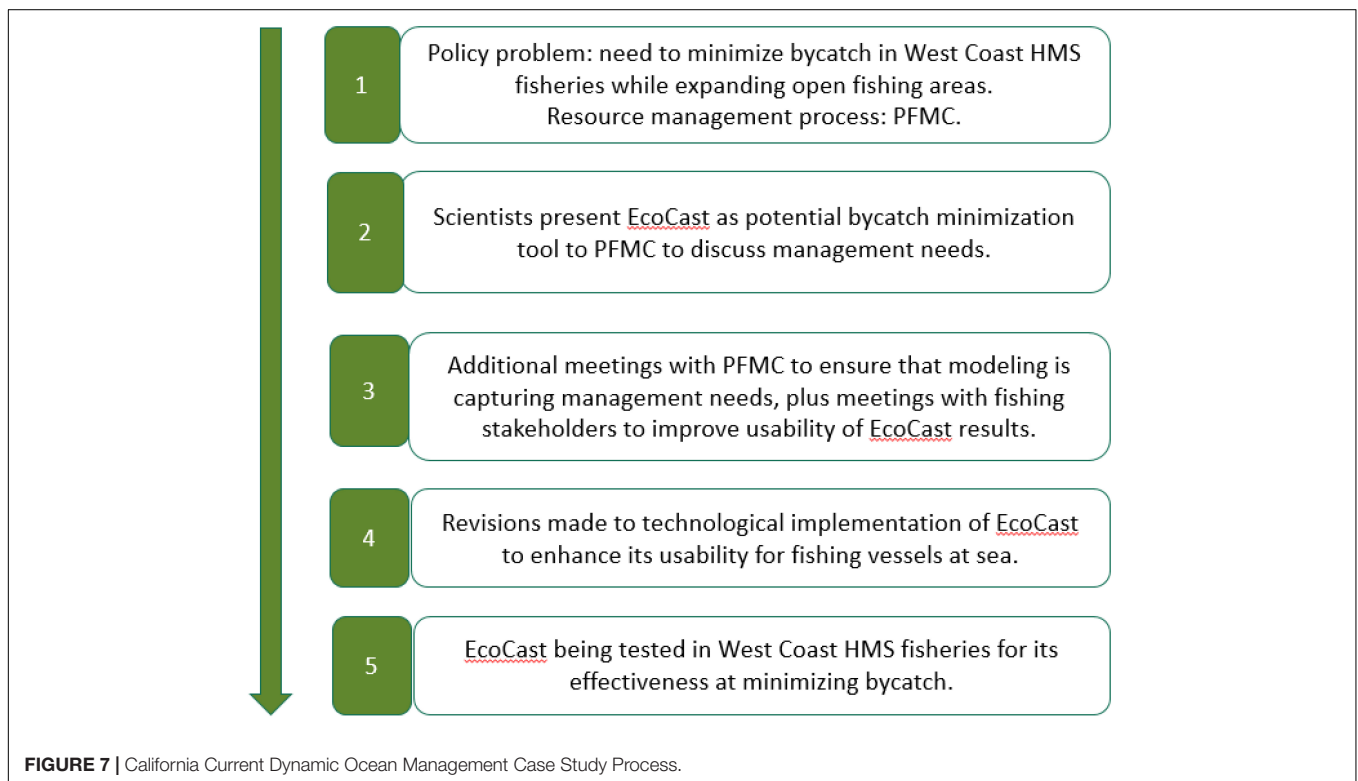 1
Policy problem: need to minimize bycatch in West Coast HMS
fisheries while expanding open fishing areas.
Resource management process: PFMC.
2
Scientists present EcoCast as potential bycatch minimization
tool to PFMC to discuss management needs.
3
Additional meetings with PFMC to ensure that modeling is
capturing management needs, plus meetings with fishing
stakeholders to improve usability of EcoCast results.
4
Revisions made to technological implementation of EcoCast
to enhance its usability for fishing vessels at sea.
5
EcoCast being tested in West Coast HMS fisheries for its
effectiveness at minimizing bycatch.
FIGURE 7 | California Current Dynamic Ocean Management Case Study Process.